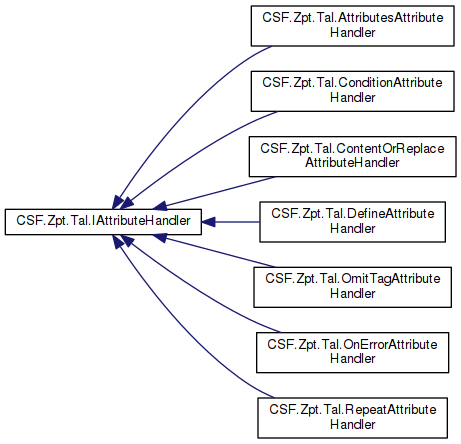 CSF.Zpt.Tal.AttributesAttribute
Handler
CSF.Zpt.Tal.ConditionAttribute
Handler
CSF.Zpt.Tal.ContentOrReplace
AttributeHandler
CSF.Zpt.Tal.IAttributeHandler
CSF.Zpt.Tal.DefineAttribute
Handler
CSF.Zpt.Tal.OmitTagAttribute
Handler
CSF.Zpt.Tal.OnErrorAttribute
Handler
CSF.Zpt.Tal.RepeatAttribute
Handler